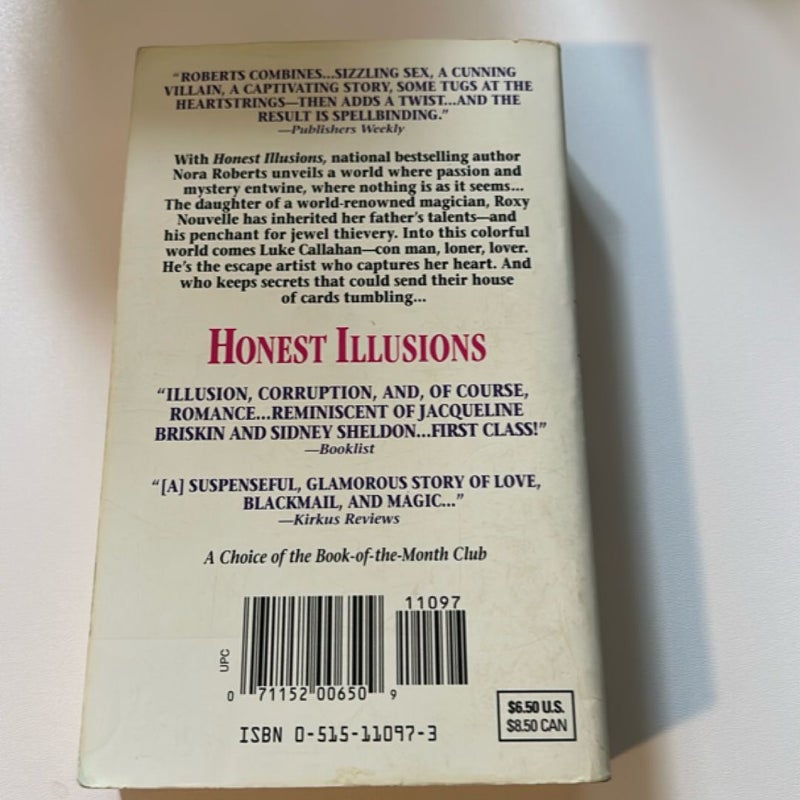 “ROBERTS COMBINES...SIZZLING SEX, A CUNNING
VILLAIN, A CAPTIVATING STORY, SOME TUGS AT THE
HEARTSTRINGS—THEN ADDS A TWIST...AND THE
RESULT IS SPELLBINDING.”
—Publishers Weekly
With Honest Illusions, national bestselling author
Nora Roberts unveils a world where passion and
mystery entwine, where nothing is as it seems...
The daughter of a world-renowned magician, Roxy
Nouvelle has inherited her father’s talents—and
his penchant for jewel thievery. Into this colorful
world comes Luke Callahan—con man, loner, lover.
He’s the escape artist who captures her heart. And
who keeps secrets that could send their house
of cards tumbling...
HONEST ILLUSIONS
“ILLUSION, CORRUPTION, AND, OF COURSE,
ROMANCE...REMINISCENT OF JACQUELINE
BRISKIN AND SIDNEY SHELDON...FIRST CLASS!”
—Booklist
“[A] SUSPENSEFUL, GLAMOROUS STORY OF LOVE,
BLACKMAIL, AND MAGIC...”
—Kirkus Reviews
A Choice of the Book-of-the-Month Club
11097
UPC
0 71152 00650 9
ISBN 0-515-11097-3
$6.50 U.S.
$8.50 CAN